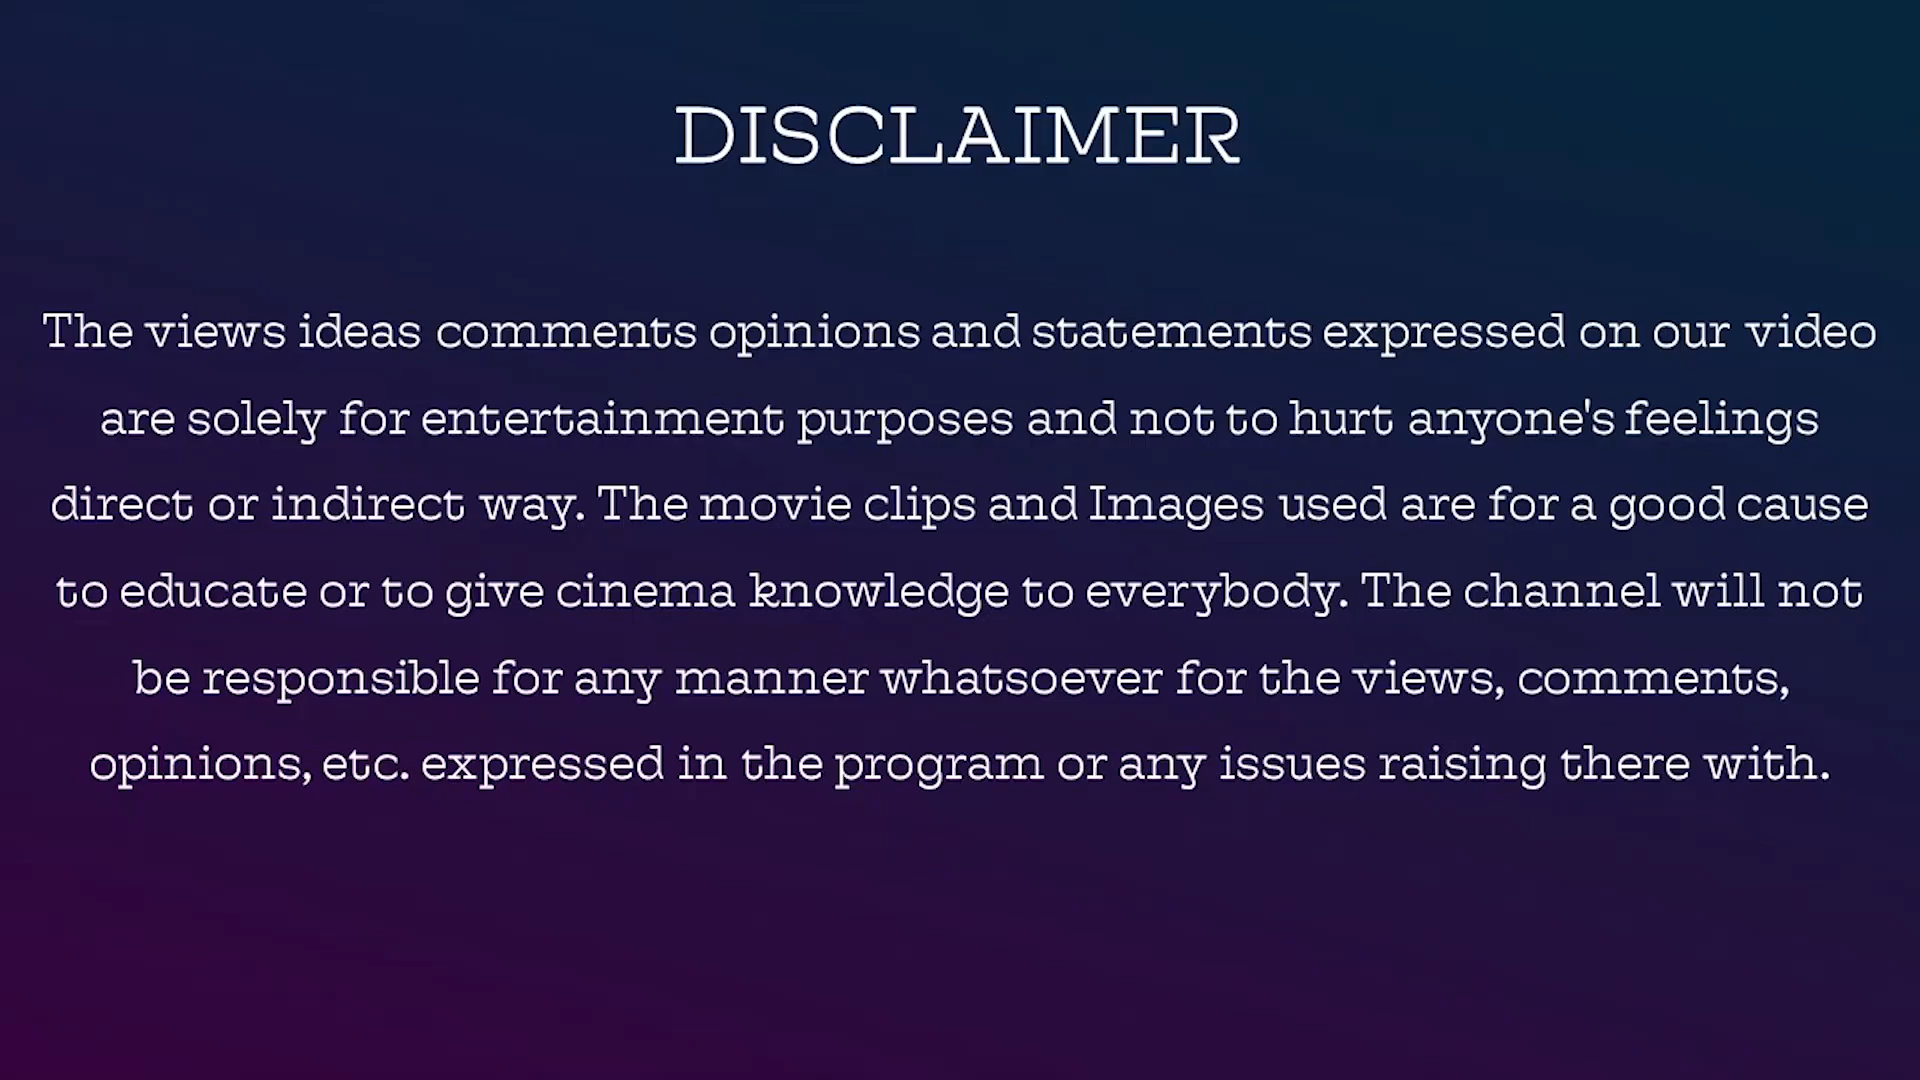 DISCLAIMER
The views ideas comments opinions and statements expressed on our video
are solely for entertainment purposes and not to hurt anyone's feelings
direct or indirect way. The movie clips and Images used are for a good cause
to educate or to give cinema knowledge to everybody. The channel will not
be responsible for any manner whatsoever for the views, comments,
opinions, etc. expressed in the program or any issues raising there with.